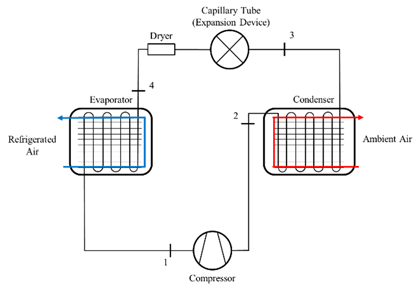 Capillary Tube
(Expansion Device)
Dryer
3
4
Evaporator
Condenser
2
Refrigerated
Air
Ambient Air
1
Compressor